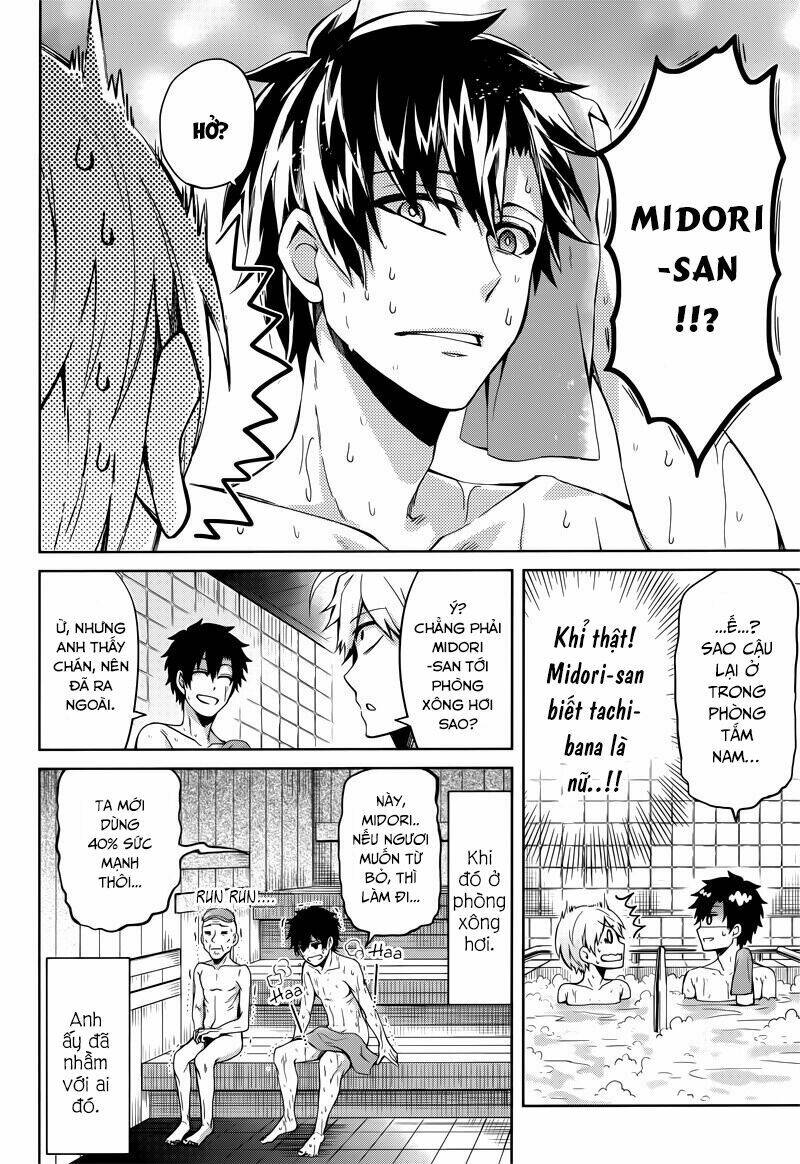 MIDORI
-SAN
!!?
HỞ?
...Ế...?
SAO CẬU
LẠI Ở
TRONG
PHÒNG
TẮM
NAM...
Khỉ thật!
Midori-san
biết tachi-
bana là
nữ..!!
Ý?
CHẲNG PHẢI
MIDORI
-SAN TỚI
PHÒNG
XÔNG HƠI
SAO?
Ừ, NHƯNG
ANH THẤY
CHÁN, NÊN
ĐÃ RA
NGOÀI.
Khi
đó ở
phòng
xông
hơi.
NÀY,
MIDORI..
NẾU NGƯƠI
MUỐN TỪ
BỎ, THÌ
LÀM ĐI...
TA MỚI
DÙNG
40% SỨC
MẠNH
THÔI...
RUN RUN....
Haa
Haa
Anh
ấy đã
nhầm
với ai
đó.